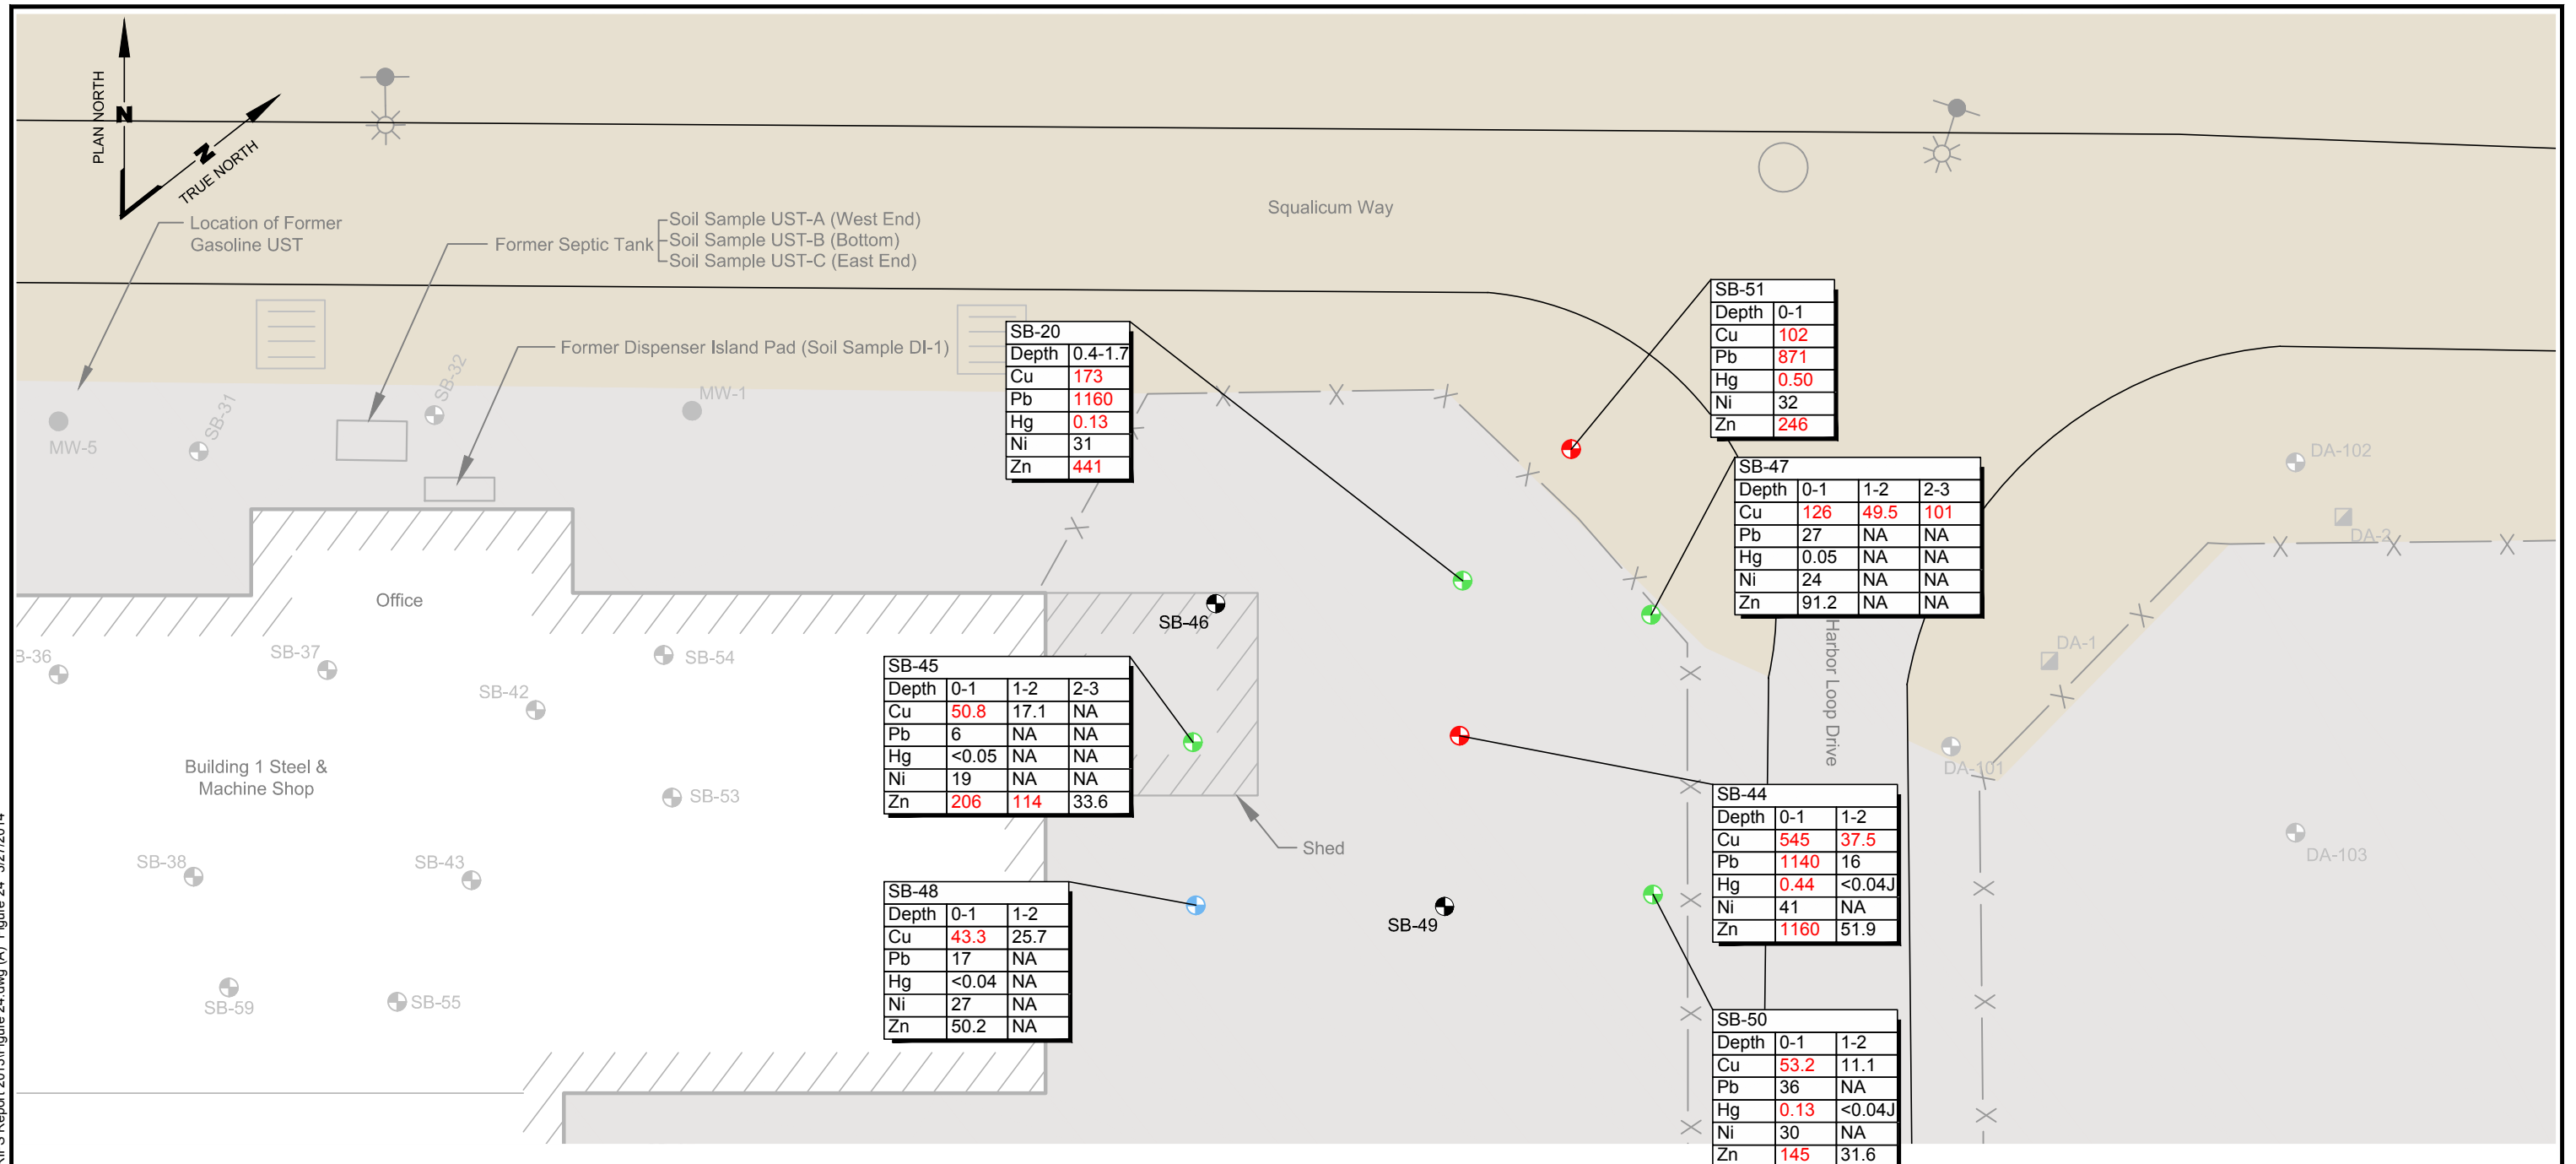 PLAN NORTH
N
N
TRUE NORTH
Location of Former
Gasoline UST
Former Septic Tank
Soil Sample UST-A (West End)
Soil Sample UST-B (Bottom)
Soil Sample UST-C (East End)
Squalicum Way
Former Dispenser Island Pad (Soil Sample DI-1)
SB-51
Depth 0-1
Cu 102
Pb 871
Hg 0.50
Ni 32
Zn 246
SB-20
Depth 0.4-1.7
Cu 173
Pb 1160
Hg 0.13
Ni 31
Zn 441
SB-32
SB-31
MW-1
MW-5
SB-47
Depth 0-1 1-2 2-3
Cu 126 49.5 101
Pb 27 NA NA
Hg 0.05 NA NA
Ni 24 NA NA
Zn 91.2 NA NA
DA-102
DA-2
Office
SB-46
Harbor Loop Drive
DA-1
B-36
SB-37
SB-54
SB-42
SB-45
Depth 0-1 1-2 2-3
Cu 50.8 17.1 NA
Pb 6 NA NA
Hg <0.05 NA NA
Ni 19 NA NA
Zn 206 114 33.6
Building 1 Steel &
Machine Shop
SB-53
DA-101
SB-44
Depth 0-1 1-2
Cu 545 37.5
Pb 1140 16
Hg 0.44 <0.04J
Ni 41 NA
Zn 1160 51.9
Shed
DA-103
SB-38
SB-43
SB-48
Depth 0-1 1-2
Cu 43.3 25.7
Pb 17 NA
Hg <0.04 NA
Ni 27 NA
Zn 50.2 NA
SB-49
SB-59
SB-55
SB-50
Depth 0-1 1-2
Cu 53.2 11.1
Pb 36 NA
Hg 0.13 <0.04J
Ni 30 NA
Zn 145 31.6
Report 2013\Figure 24.dwg (A) "Figure 24"